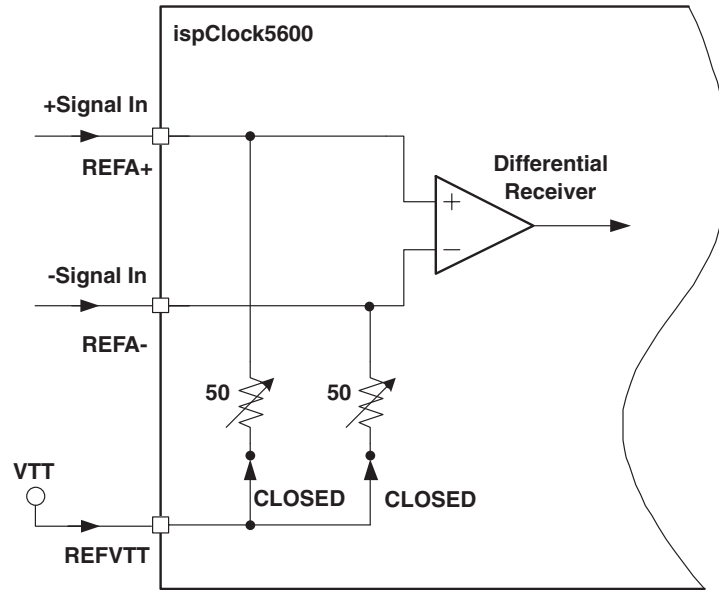 ispClock5600
+Signal In
REFA+
Differential
Receiver
+
−
-Signal In
REFA-
50
50
VTT
CLOSED
CLOSED
REFVTT